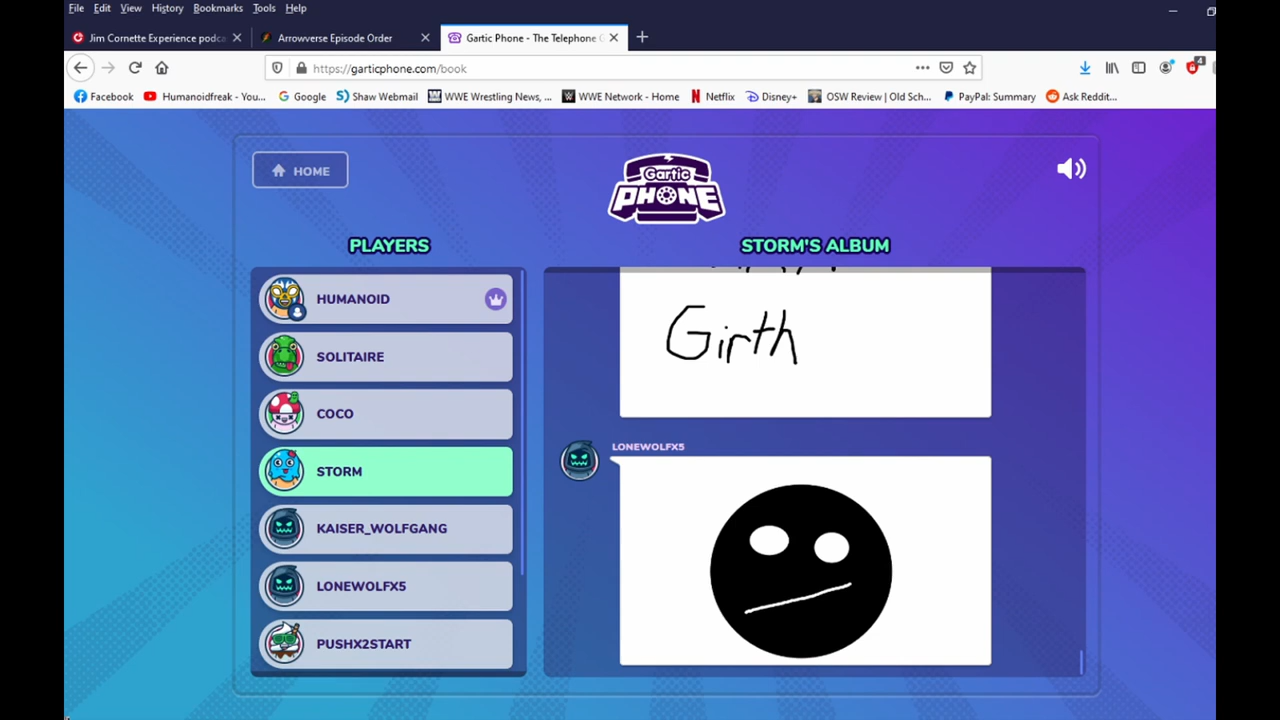 File Edit View History Bookmarks Tools Help
Jim Cornette Experience podca
Arrowverse Episode Order
Gartic Phone - The Telephone G
https://garticphone.com/book
4
Facebook
Humanoidfreak - You...
Google
Shaw Webmail
WWE Wrestling News, ...
WWE Network - Home
Netflix
Disney+
OSW Review | Old Sch...
PayPal: Summary
Ask Reddit...
HOME
Gartic
PHONE
PLAYERS
STORM'S ALBUM
HUMANOID
SOLITAIRE
COCO
STORM
KAISER_WOLFGANG
LONEWOLFX5
PUSHX2START
Girth
LONEWOLFX5